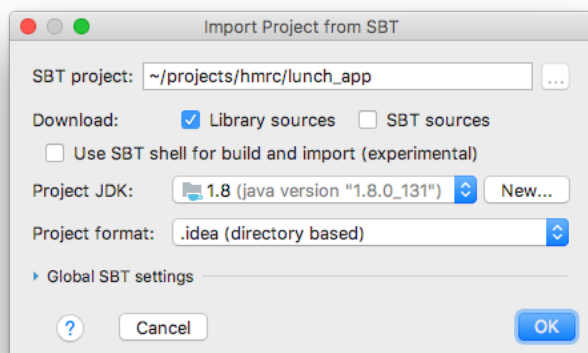 Import Project from SBT
SBT project: ~/projects/hmrc/lunch_app ...
Download: Library sources SBT sources
Use SBT shell for build and import (experimental)
Project JDK: 1.8 (java version "1.8.0_131") New...
Project format: .idea (directory based)
Global SBT settings
? Cancel OK